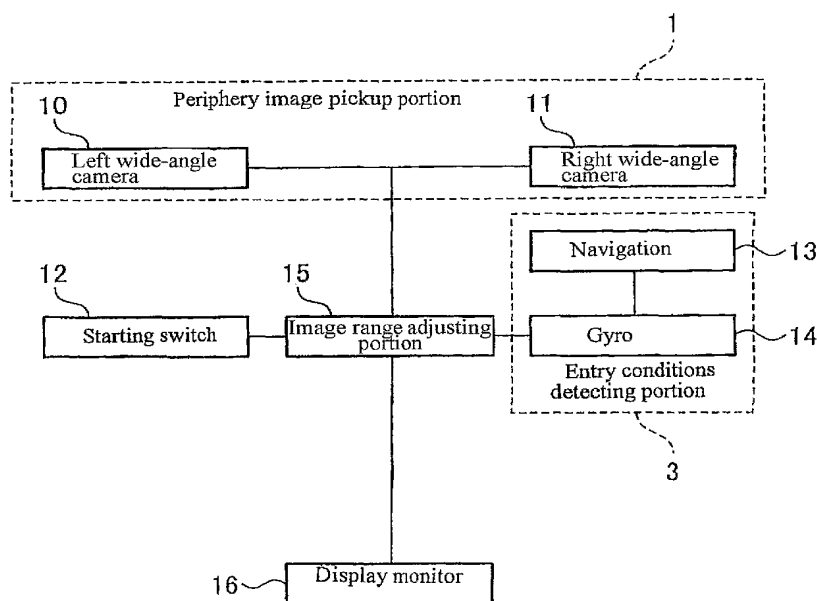 1
Periphery image pickup portion
10
11
Left wide-angle
camera
Right wide-angle
camera
Navigation
13
12
15
Starting switch
Image range adjusting
portion
Gyro
14
Entry conditions
detecting portion
3
16
Display monitor